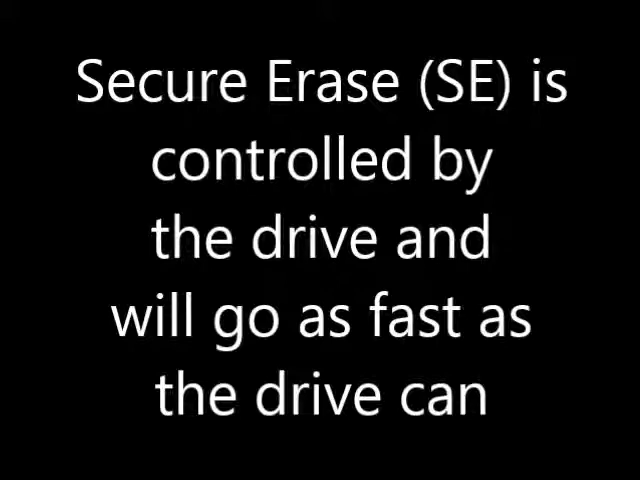 Secure Erase (SE) is
controlled by
the drive and
will go as fast as
the drive can